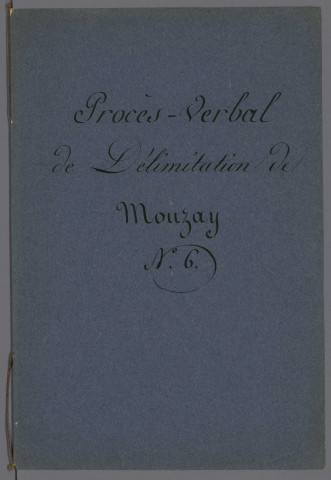 Procès-Verbal
de Délimitation de
Mouzay
N.° 6.